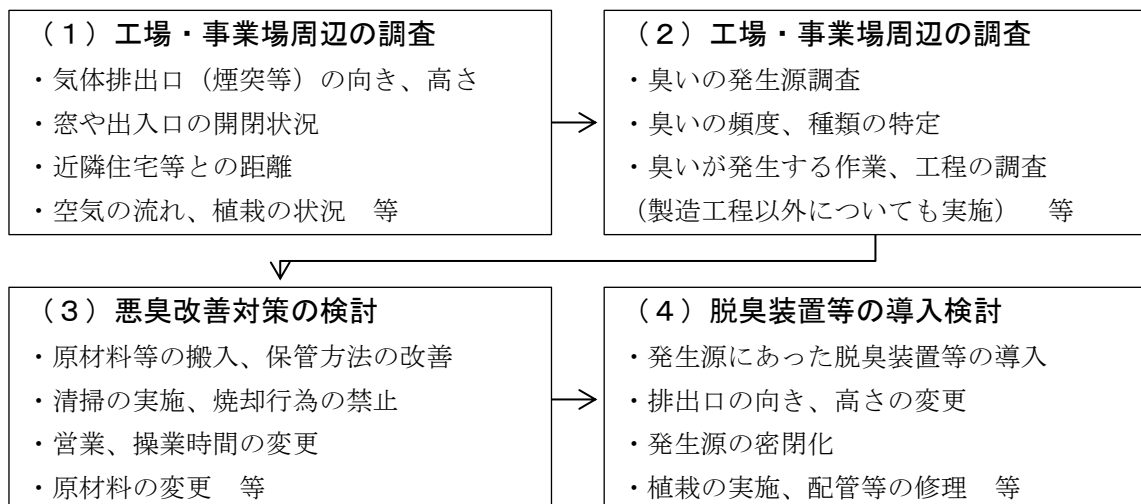 （１）工場・事業場周辺の調査
・気体排出口（煙突等）の向き、高さ
・窓や出入口の開閉状況
・近隣住宅等との距離
・空気の流れ、植栽の状況　等
（２）工場・事業場周辺の調査
・臭いの発生源調査
・臭いの頻度、種類の特定
・臭いが発生する作業、工程の調査
（製造工程以外についても実施）　等
（３）悪臭改善対策の検討
・原材料等の搬入、保管方法の改善
・清掃の実施、焼却行為の禁止
・営業、操業時間の変更
・原材料の変更　等
（４）脱臭装置等の導入検討
・発生源にあった脱臭装置等の導入
・排出口の向き、高さの変更
・発生源の密閉化
・植栽の実施、配管等の修理　等